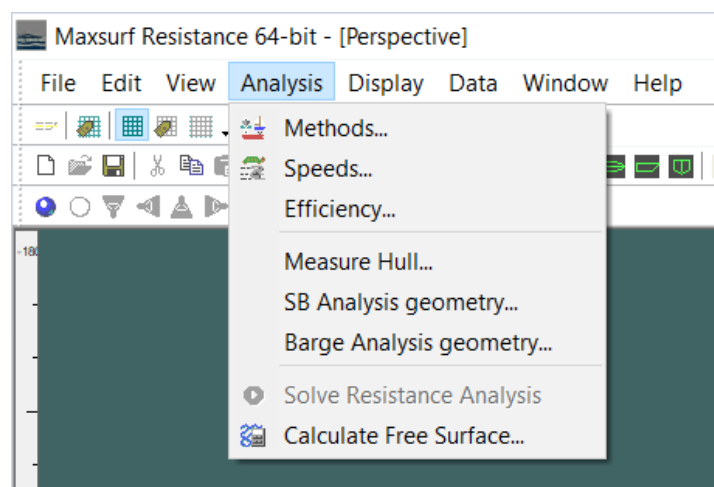 Maxsurf Resistance 64-bit - [Perspective]
File Edit View Analysis Display Data Window Help
Methods...
Speeds...
Efficiency...
-180
Measure Hull...
SB Analysis geometry...
Barge Analysis geometry...
Solve Resistance Analysis
Calculate Free Surface...